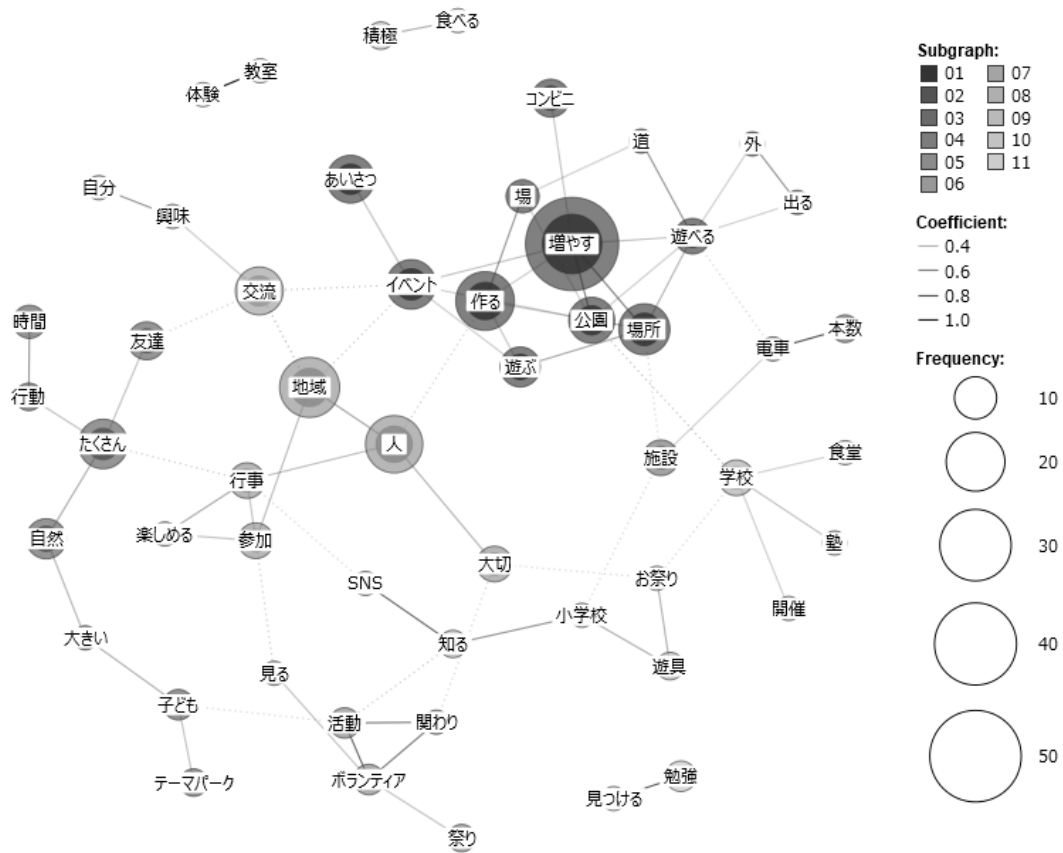 食べる
積極
教室
体験
コンビニ
道
外
あいさつ
自分
場
出る
興味
増やす
遊べる
交流
イベント
作る
公園
場所
時間
友達
電車
本数
行動
遊ぶ
地域
たくさん
人
行事
施設
学校
食堂
自然
楽しめる
参加
大切
塾
SNS
お祭り
開催
小学校
大きい
知る
見る
遊具
子ども
活動
関わり
テーマパーク
ボランティア
勉強
見つける
祭り
Subgraph:
01 07
02 08
03 09
04 10
05 11
06
Coefficient:
0.4
0.6
0.8
1.0
Frequency:
10
20
30
40
50